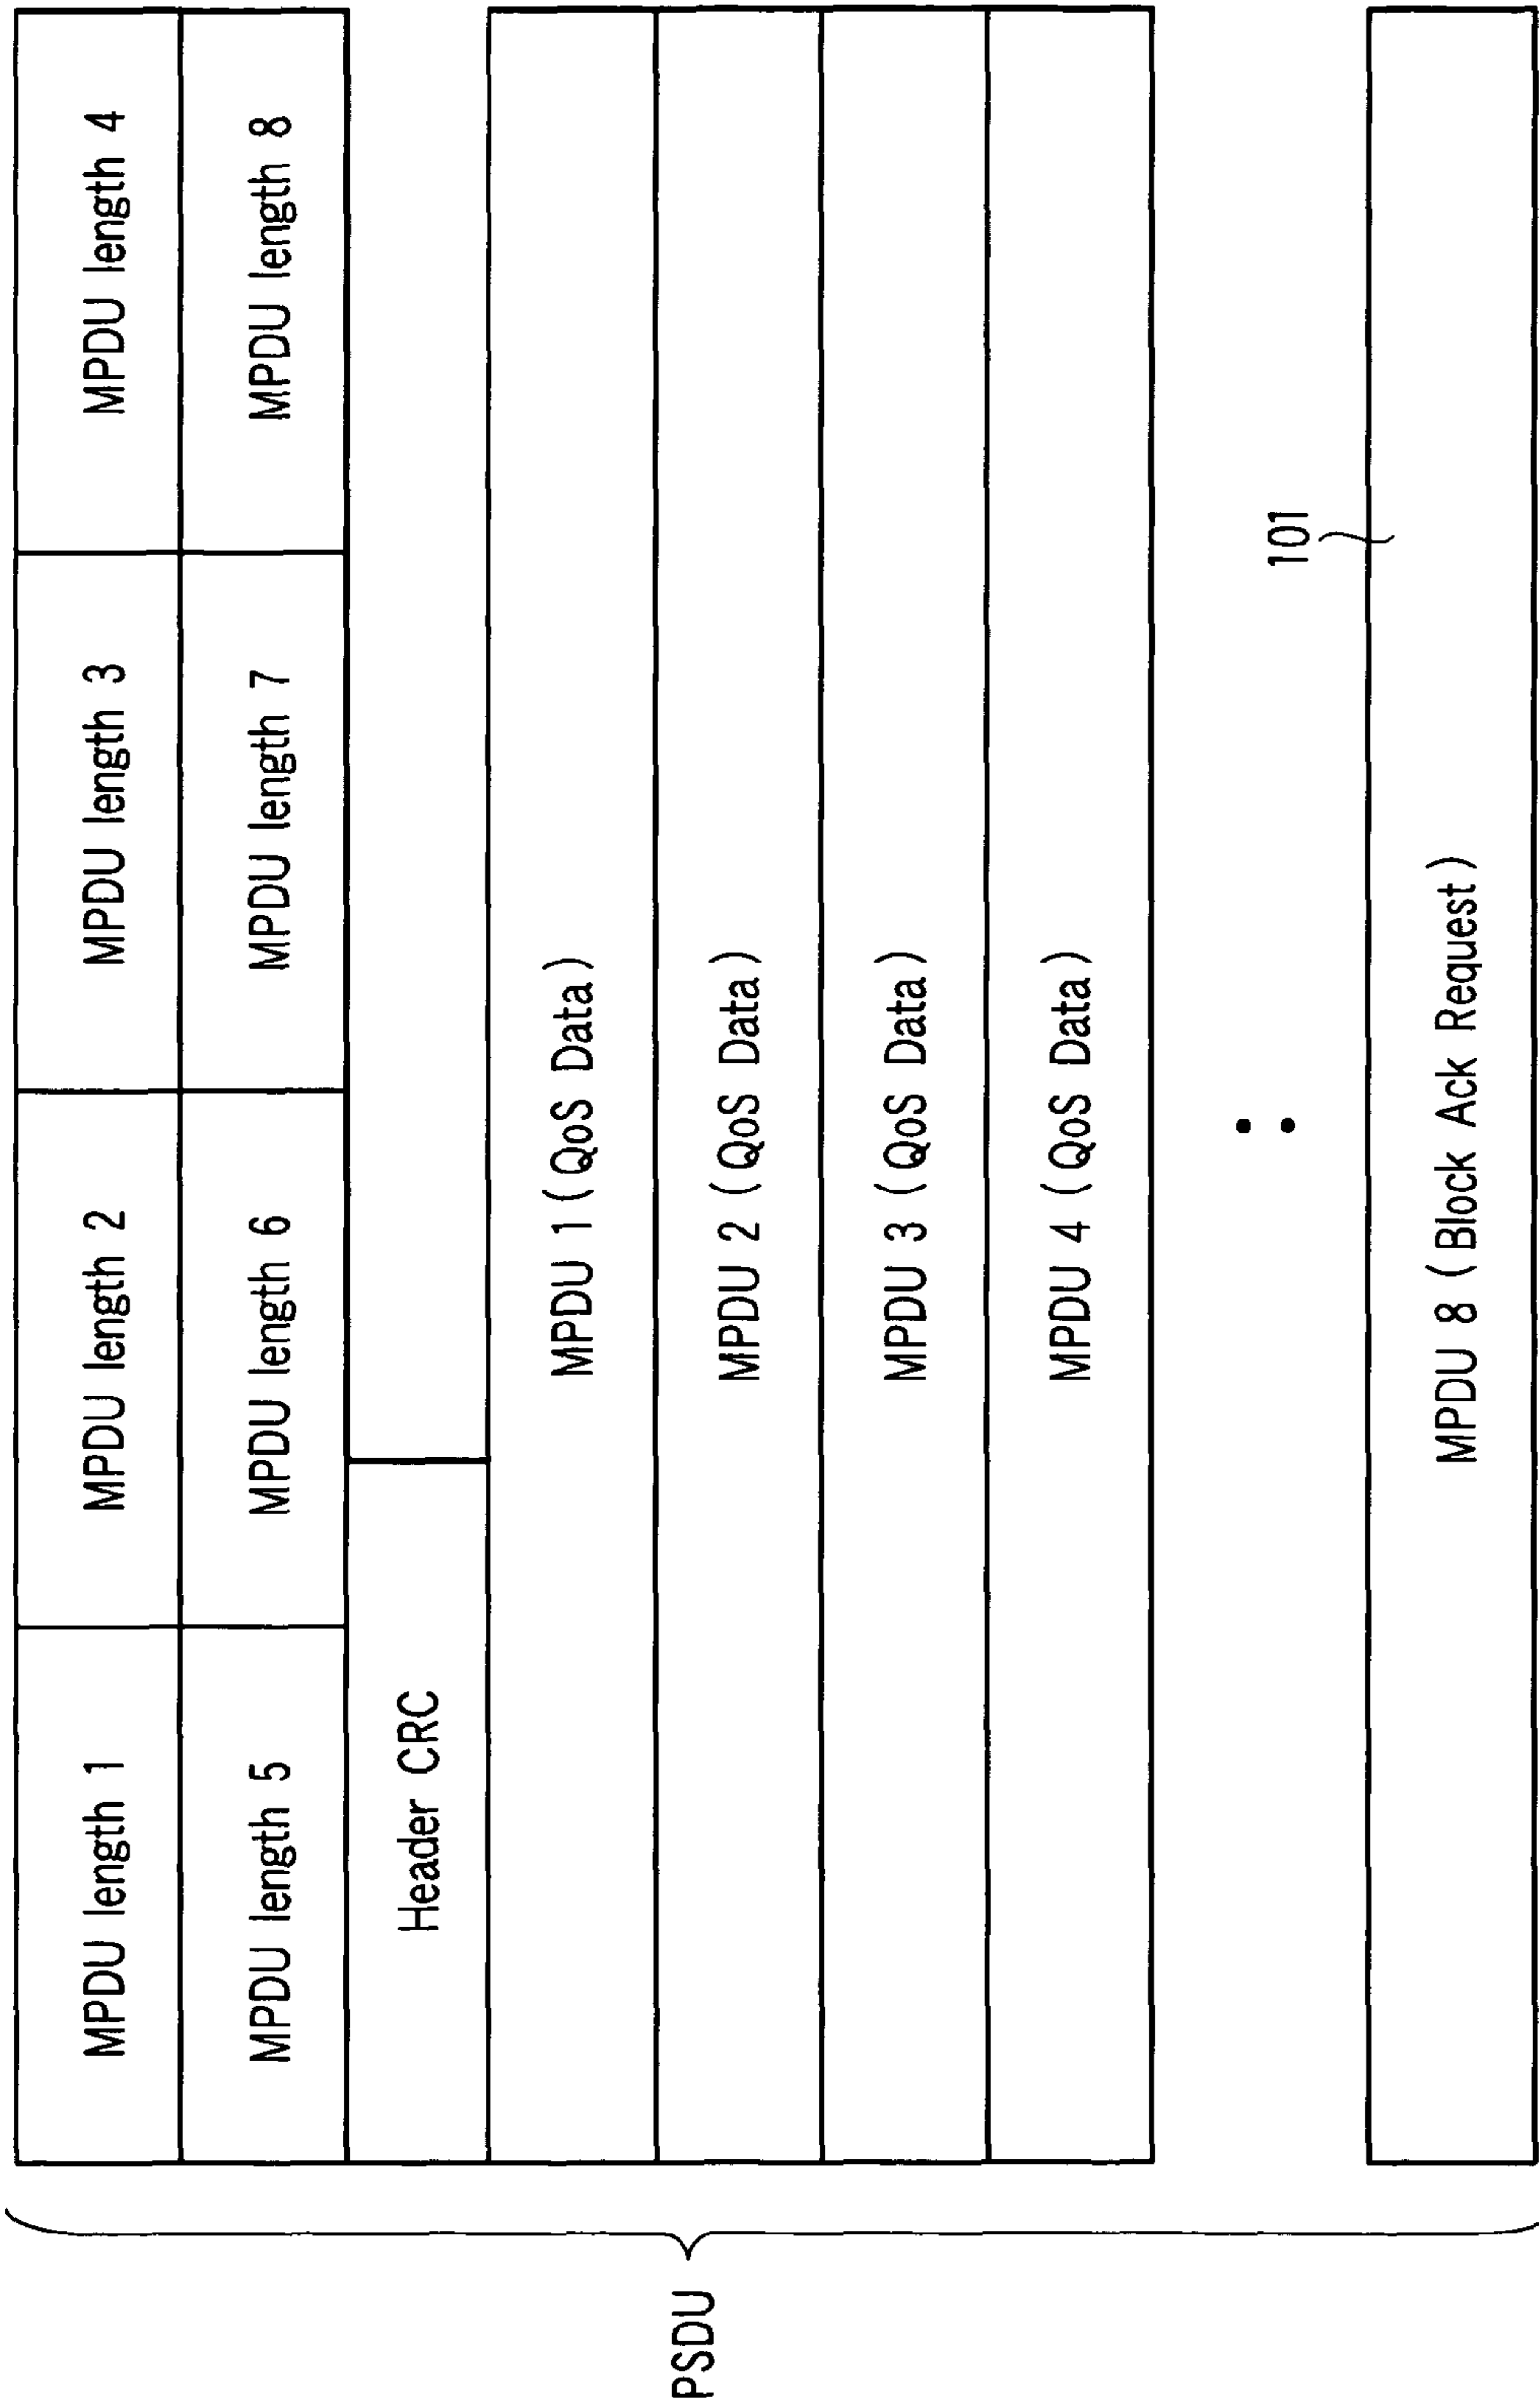 MPDU length 1
MPDU length 2
MPDU length 3
MPDU length 4
MPDU length 5
MPDU length 6
MPDU length 7
MPDU length 8
Header CRC
MPDU 1 (QoS Data)
MPDU 2 (QoS Data)
MPDU 3 (QoS Data)
MPDU 4 (QoS Data)
101
MPDU 8 (Block Ack Request)
PSDU